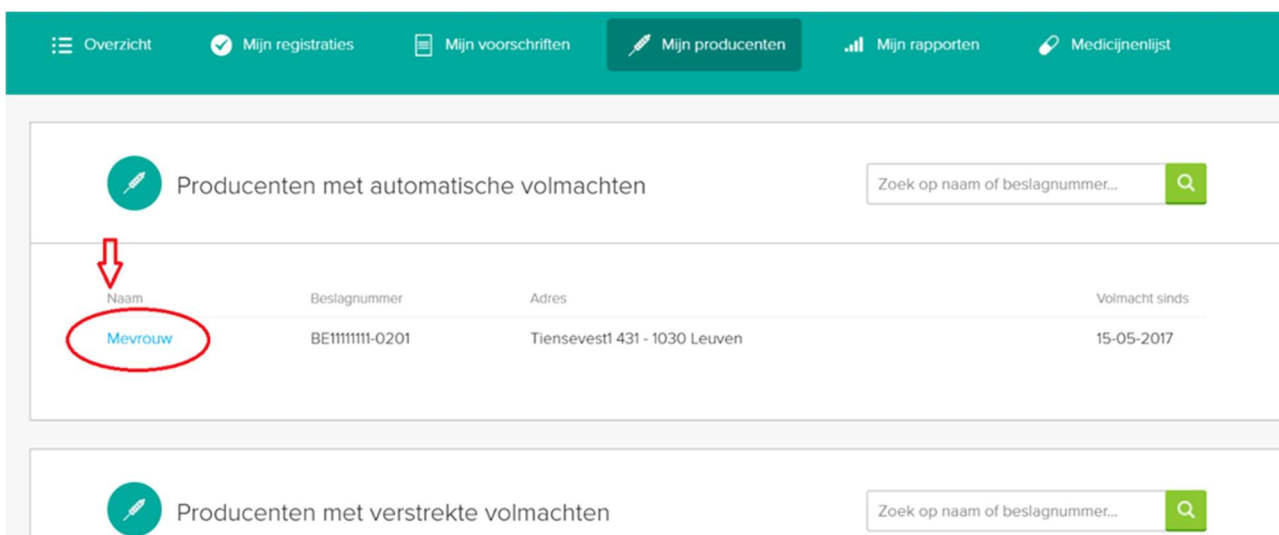 Overzicht Mijn registraties Mijn voorschriften Mijn producenten Mijn rapporten Medicijnenlijst
Producenten met automatische volmachten Zoek op naam of beslagnummer...
Naam Beslagnummer Adres Volmacht sinds
Mevrouw BE11111111-0201 Tiensevest1 431 - 1030 Leuven 15-05-2017
Producenten met verstrekte volmachten Zoek op naam of beslagnummer...